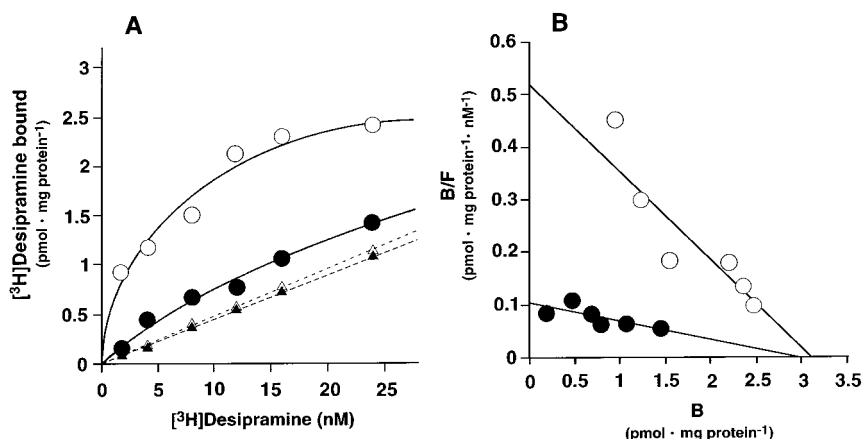 A
[³H]Desipramine bound
(pmol · mg protein⁻¹)
3
2.5
2
1.5
1
0.5
0
0 5 10 15 20 25
[³H]Desipramine (nM)
B
B/F
(pmol · mg protein⁻¹· nM⁻¹)
0.6
0.5
0.4
0.3
0.2
0.1
0
0 0.5 1 1.5 2 2.5 3 3.5
B
(pmol · mg protein⁻¹)